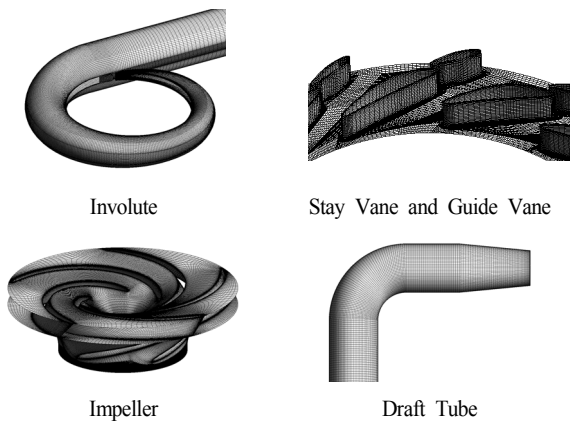 Involute
Stay Vane and Guide Vane
Impeller
Draft Tube